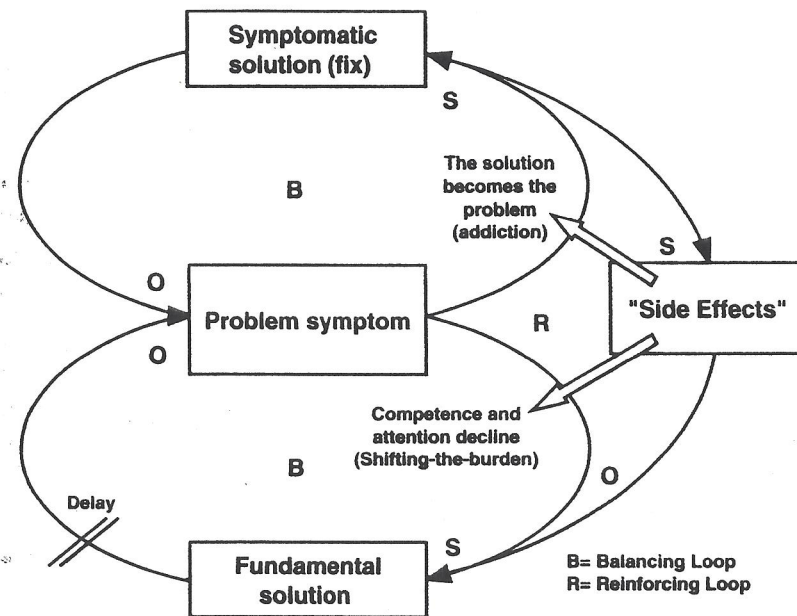 Symptomatic
solution (fix)
S
B
The solution
becomes the
problem
(addiction)
S
O
Problem symptom
R
"Side Effects"
O
Competence and
attention decline
(Shifting-the-burden)
B
O
Delay
S
Fundamental
solution
B= Balancing Loop
R= Reinforcing Loop